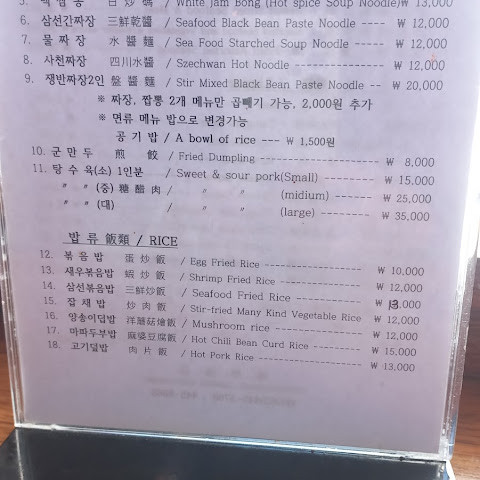 5. 백 짬 뽕 白 炒 碼 / White Jam Bong (Hot spice Soup Noodle) ₩ 13,000
6. 삼선간짜장 三鮮乾醬 / Seafood Black Bean Paste Noodle ---- ₩ 12,000
7. 물 짜 장 水 醬 麵 / Sea Food Starched Soup Noodle --- ₩ 12,000
8. 사천짜장 四川水醬 / Szechwan Hot Noodle --------------- ₩ 12,000
9. 쟁반짜장2인 盤 醬 麵 / Stir Mixed Black Bean Paste Noodle -- ₩ 20,000
※ 짜장, 짬뽕 2개 메뉴만 곱빼기 가능, 2,000원 추가
※ 면류 메뉴 밥으로 변경가능
공 기 밥 / A bowl of rice --- ₩ 1,500원
10. 군 만 두 煎 餃 / Fried Dumpling -------------------- ₩ 8,000
11. 탕 수 육(소) 1인분 / Sweet & sour pork(Small) -------- ₩ 15,000
〃 〃 (중) 糖 醋 肉 / 〃 〃 (midium) ------- ₩ 25,000
〃 〃 (대) / 〃 〃 (large) -------- ₩ 35,000
밥 류 飯類 / RICE
12. 볶 음 밥 蛋 炒 飯 / Egg Fried Rice -------------------- ₩ 10,000
13. 새우볶음밥 蝦 炒 飯 / Shrimp Fried Rice ---------------- ₩ 12,000
14. 삼선볶음밥 三鮮炒飯 / Seafood Fried Rice --------------- ₩ 13,000
15. 잡 채 밥 炒 肉 飯 / Stir-fried Many Kind Vegetable Rice ₩ 12,000
16. 양송이덮밥 洋蘑菇燴飯 / Mushroom rice ------------------ ₩ 12,000
17. 마파두부밥 麻婆豆腐飯 / Hot Chili Bean Curd Rice -------- ₩ 15,000
18. 고기덮밥 肉 片 飯 / Hot Pork Rice -------------------- ₩ 13,000